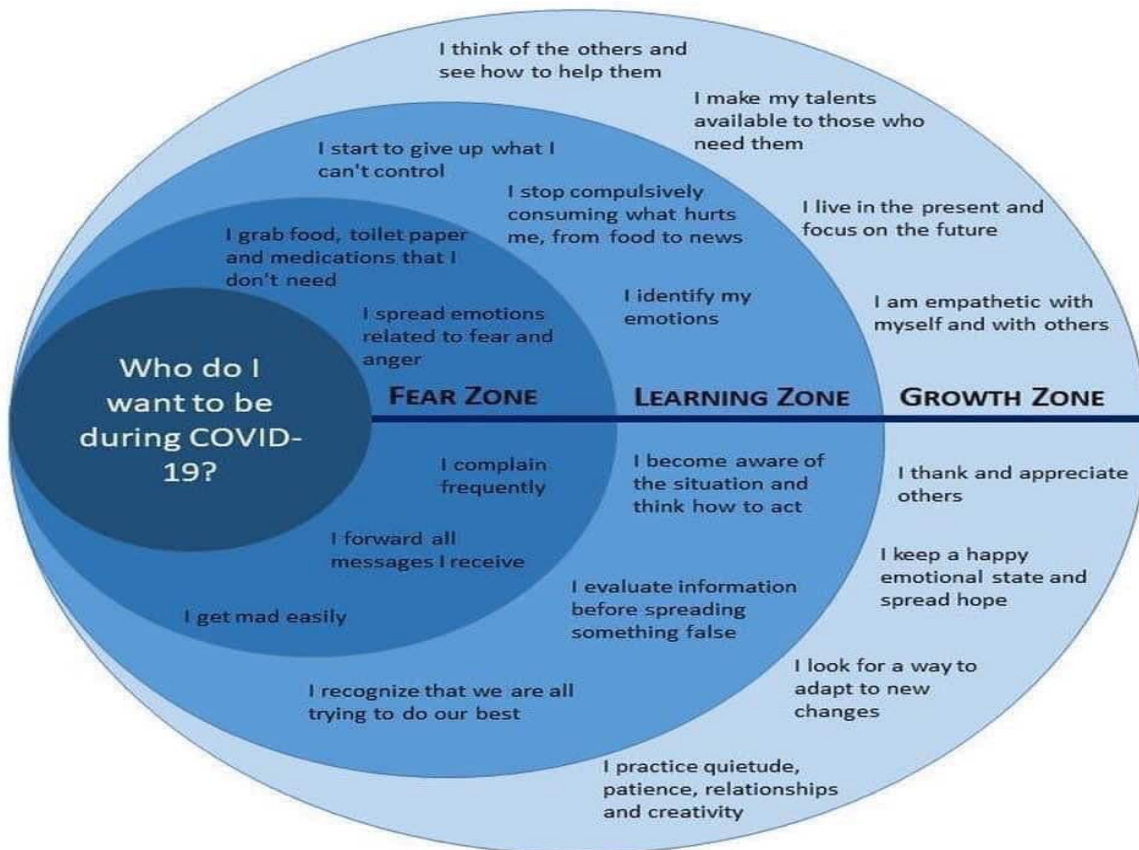 I think of the others and
see how to help them
I make my talents
available to those who
need them
I start to give up what I
can't control
I stop compulsively
consuming what hurts
me, from food to news
I live in the present and
focus on the future
I grab food, toilet paper
and medications that I
don't need
I identify my
emotions
I am empathetic with
myself and with others
I spread emotions
related to fear and
anger
Who do I
want to be
during COVID-
19?
FEAR ZONE
LEARNING ZONE
GROWTH ZONE
I complain
frequently
I become aware of
the situation and
think how to act
I thank and appreciate
others
I forward all
messages I receive
I keep a happy
emotional state and
spread hope
I evaluate information
before spreading
something false
I get mad easily
I look for a way to
adapt to new
changes
I recognize that we are all
trying to do our best
I practice quietude,
patience, relationships
and creativity